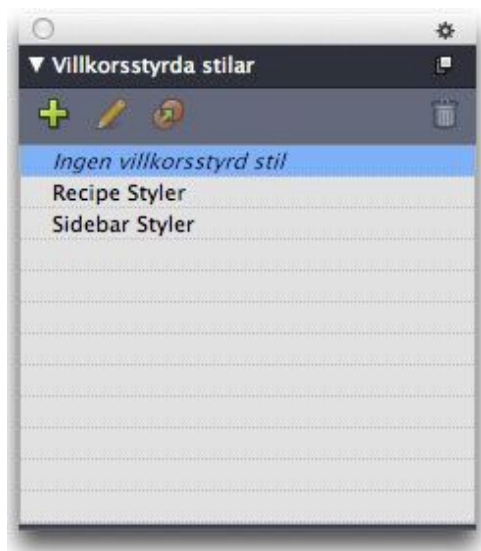 Villkorsstyrda stilar
Ingen villkorsstyrd stil
Recipe Styler
Sidebar Styler